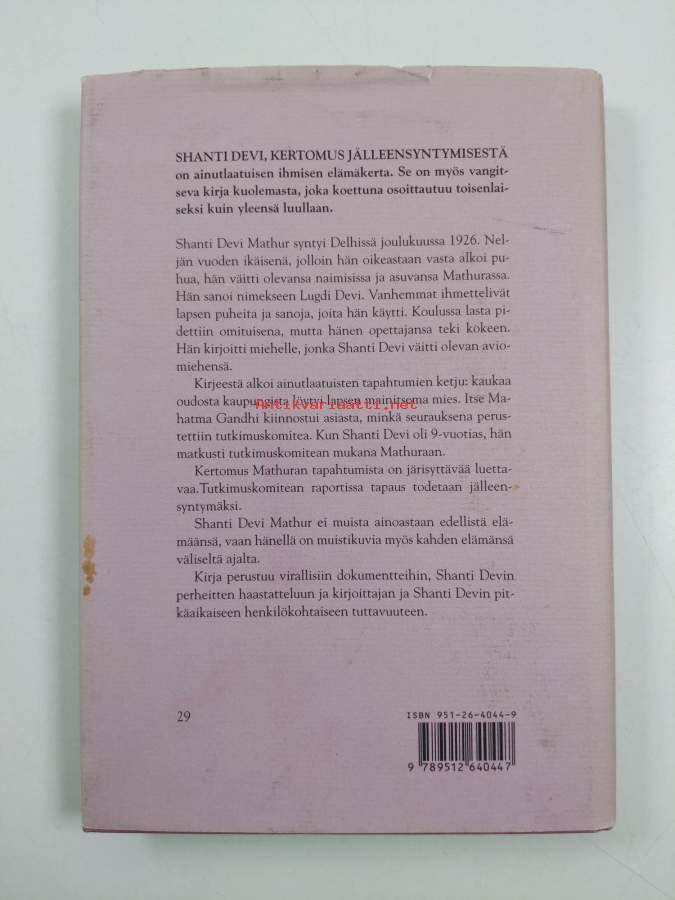 SHANTI DEVI, KERTOMUS JÄLLEENSYNTYMISESTÄ
on ainutlaatuisen ihmisen elämäkerta. Se on myös vangit-
seva kirja kuolemasta, joka koettuna osoittautuu toisenlai-
seksi kuin yleensä luullaan.
Shanti Devi Mathur syntyi Delhissä joulukuussa 1926. Nel-
jän vuoden ikäisenä, jolloin hän oikeastaan vasta alkoi pu-
hua, hän väitti olevansa naimisissa ja asuvansa Mathurassa.
Hän sanoi nimekseen Lugdi Devi. Vanhemmat ihmettelivät
lapsen puheita ja sanoja, joita hän käytti. Koulussa lasta pi-
dettiin omituisena, mutta hänen opettajansa teki kokeen.
Hän kirjoitti miehelle, jonka Shanti Devi väitti olevan avio-
miehensä.
Kirjeestä alkoi ainutlaatuisten tapahtumien ketju: kaukaa
oudosta kaupungista löytyi lapsen mainitsema mies. Itse Ma-
Antikvariaatti.net
hatma Gandhi kiinnostui asiasta, minkä seurauksena perus-
tettiin tutkimuskomitea. Kun Shanti Devi oli 9-vuotias, hän
matkusti tutkimuskomitean mukana Mathuraan.
Kertomus Mathuran tapahtumista on järisyttävää luetta-
vaa.Tutkimuskomitean raportissa tapaus todetaan jälleen-
syntymäksi.
Shanti Devi Mathur ei muista ainoastaan edellistä elä-
määnsä, vaan hänellä on muistikuvia myös kahden elämänsä
väliseltä ajalta.
Kirja perustuu virallisiin dokumentteihin, Shanti Devin
perheitten haastatteluun ja kirjoittajan ja Shanti Devin pit-
käaikaiseen henkilökohtaiseen tuttavuuteen.
29
ISBN 951-26-4044-9
9 789512 640447